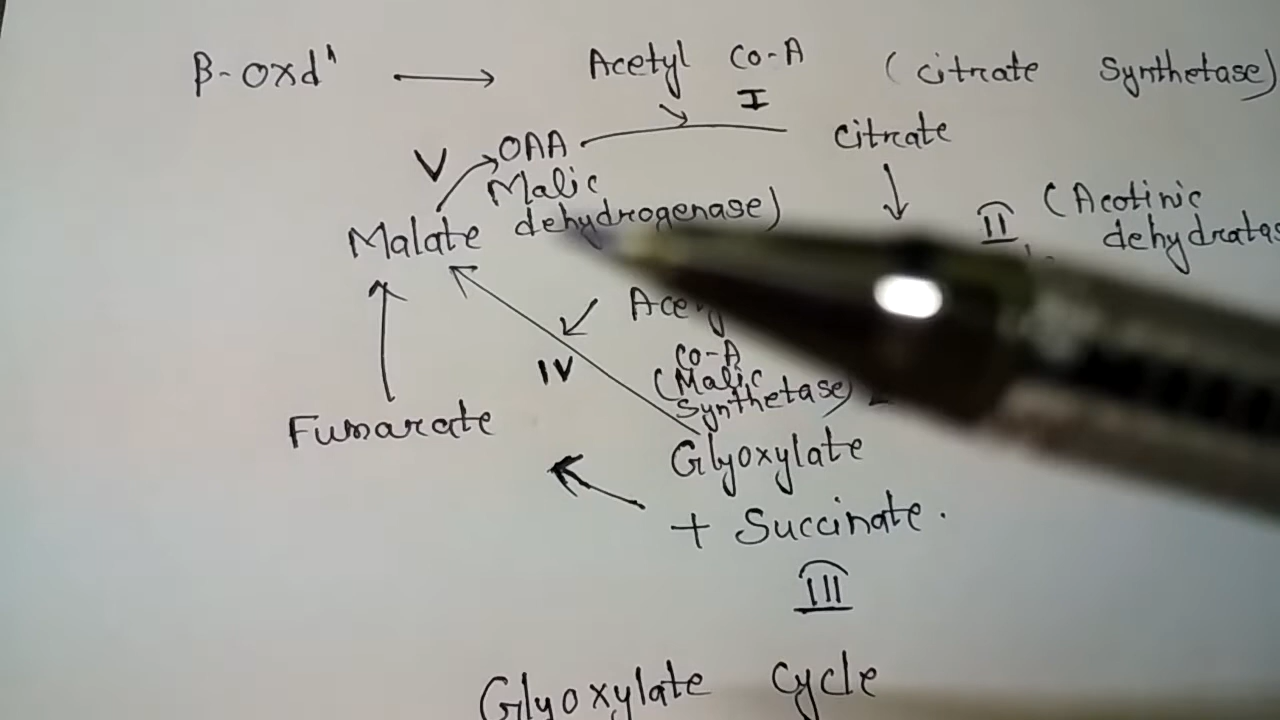 β-oxdⁿ → Acetyl Co-A (citrate Synthetase)
I
OAA citrate
V
Malic
dehydrogenase)
Malate
II (Acotinic
dehydratas
Co-A
IV
(Malic
Synthetase)
Fumarate
Glyoxylate
+ Succinate.
III
Glyoxylate Cycle